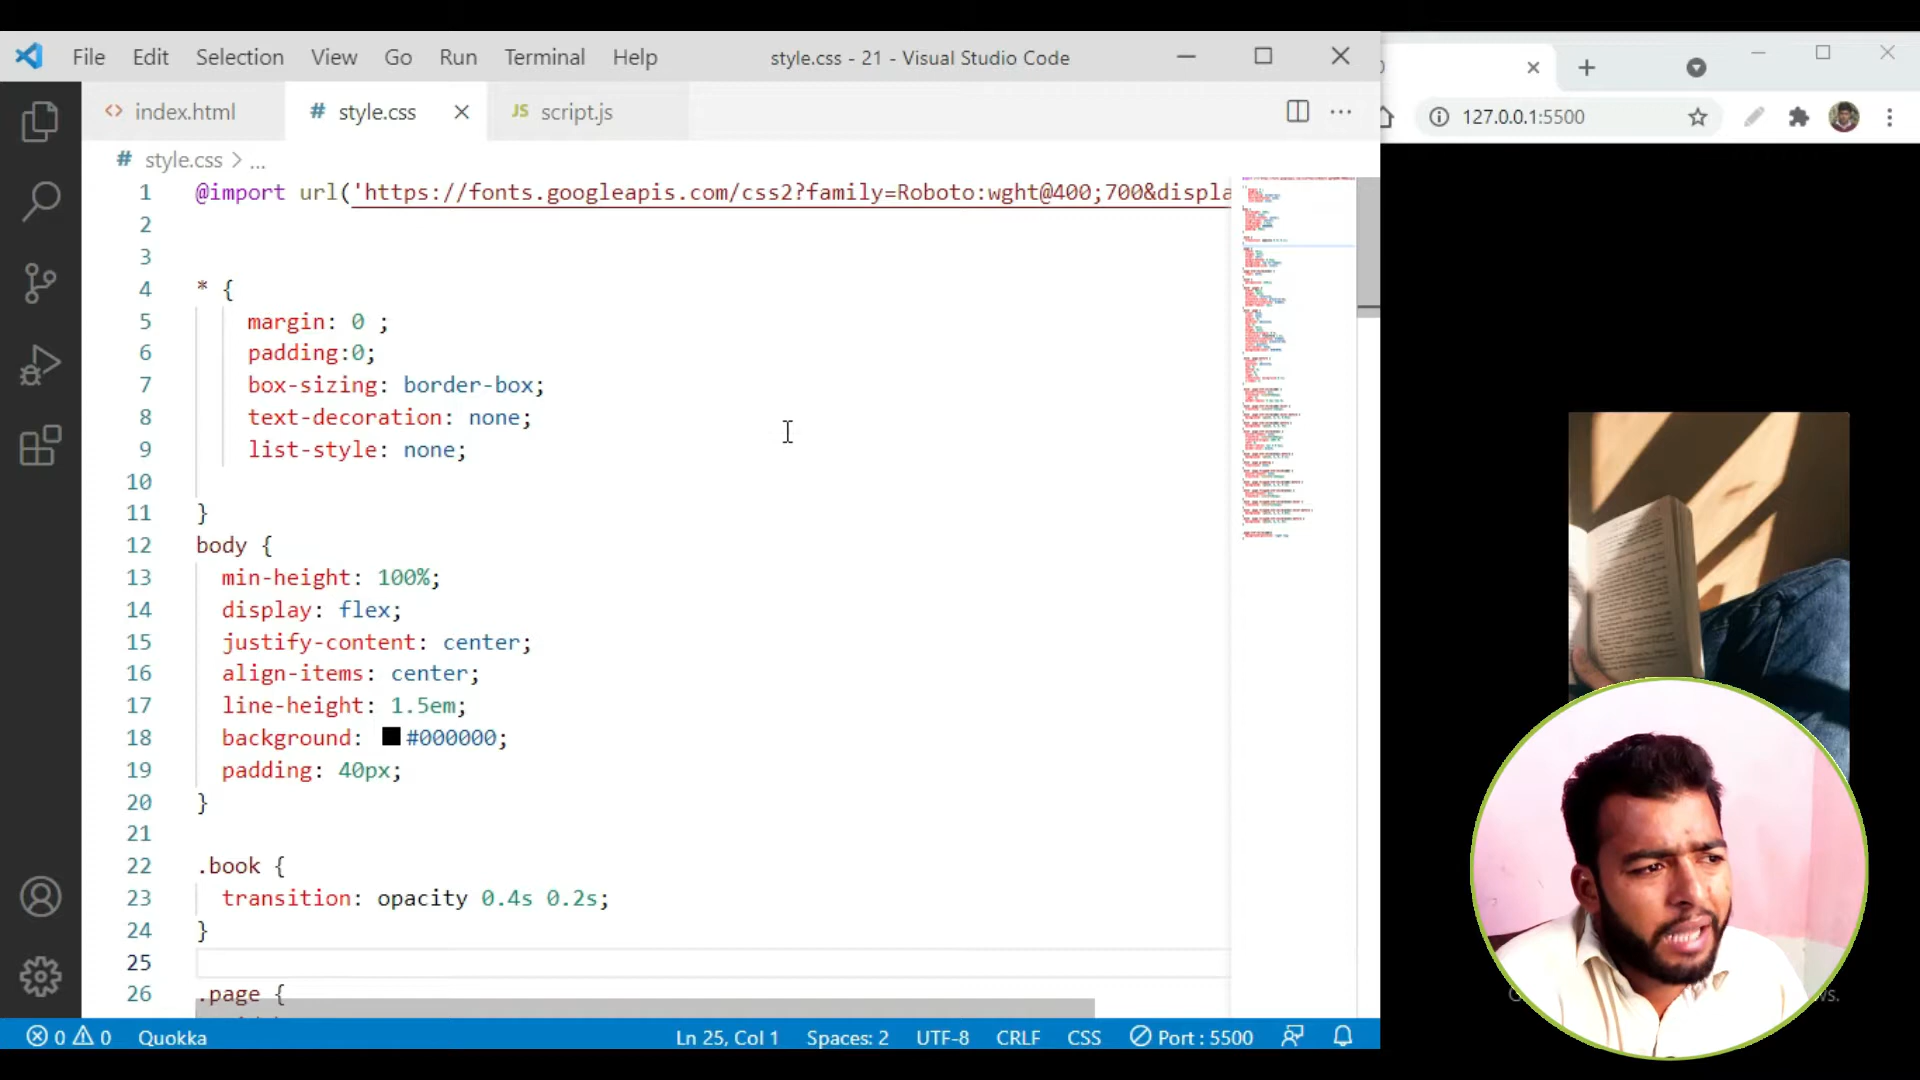 File Edit Selection View Go Run Terminal Help style.css - 21 - Visual Studio Code
index.html # style.css JS script.js
127.0.0.1:5500
# style.css > ...
1 @import url('https://fonts.googleapis.com/css2?family=Roboto:wght@400;700&displa
2
3
4 * {
5 margin: 0 ;
6 padding:0;
7 box-sizing: border-box;
8 text-decoration: none;
9 list-style: none;
10
11 }
12 body {
13 min-height: 100%;
14 display: flex;
15 justify-content: center;
16 align-items: center;
17 line-height: 1.5em;
18 background: #000000;
19 padding: 40px;
20 }
21
22 .book {
23 transition: opacity 0.4s 0.2s;
24 }
25
26 .page {
0 0 Quokka Ln 25, Col 1 Spaces: 2 UTF-8 CRLF CSS Port : 5500